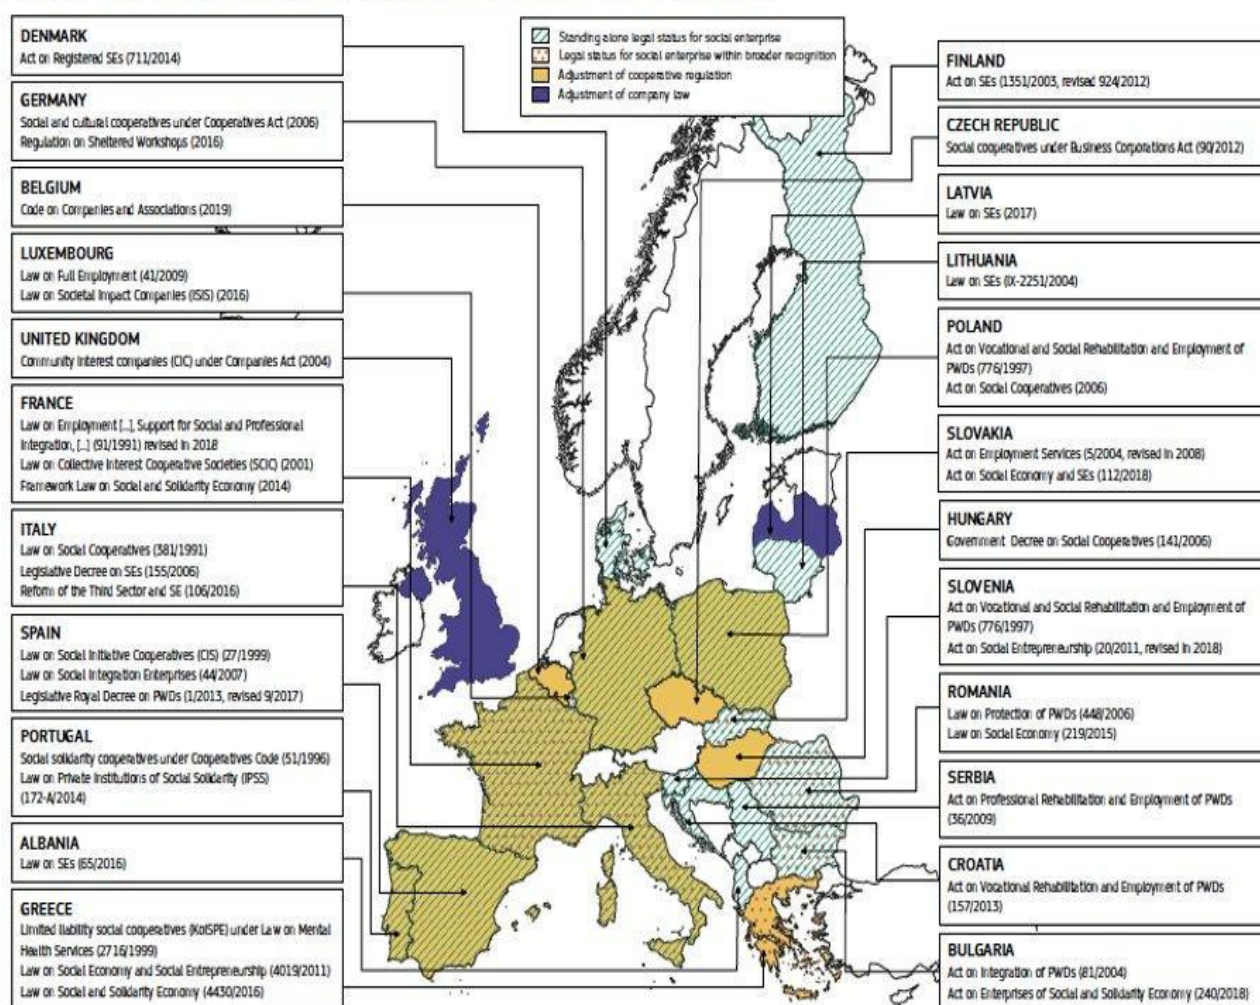 DENMARK
Act on Registered SEs (711/2014)
GERMANY
Social and cultural cooperatives under Cooperatives Act (2006)
Regulation on Sheltered Workshops (2016)
BELGIUM
Code on Companies and Associations (2019)
LUXEMBOURG
Law on Full Employment (41/2009)
Law on Societal Impact Companies (ISIS) (2016)
UNITED KINGDOM
Community interest companies (CIC) under Companies Act (2004)
FRANCE
Law on Employment [...], Support for Social and Professional
Integration, [...] (91/1991) revised in 2018
Law on Collective Interest Cooperative Societies (SCIC) (2001)
Framework Law on Social and Solidarity Economy (2014)
ITALY
Law on Social Cooperatives (381/1991)
Legislative Decree on SEs (155/2006)
Reform of the Third Sector and SE (106/2016)
SPAIN
Law on Social Initiative Cooperatives (CIS) (27/1999)
Law on Social Integration Enterprises (44/2007)
Legislative Royal Decree on PWDs (1/2013, revised 9/2017)
PORTUGAL
Social solidarity cooperatives under Cooperatives Code (51/1996)
Law on Private Institutions of Social Solidarity (IPSS)
(172-A/2014)
ALBANIA
Law on SEs (65/2016)
GREECE
Limited liability social cooperatives (KoiSPE) under Law on Mental
Health Services (2716/1999)
Law on Social Economy and Social Entrepreneurship (4019/2011)
Law on Social and Solidarity Economy (4430/2016)
Standing alone legal status for social enterprise
Legal status for social enterprise within broader recognition
Adjustment of cooperative regulation
Adjustment of company law
FINLAND
Act on SEs (1351/2003, revised 924/2012)
CZECH REPUBLIC
Social cooperatives under Business Corporations Act (90/2012)
LATVIA
Law on SEs (2017)
LITHUANIA
Law on SEs (IX-2251/2004)
POLAND
Act on Vocational and Social Rehabilitation and Employment of
PWDs (776/1997)
Act on Social Cooperatives (2006)
SLOVAKIA
Act on Employment Services (5/2004, revised in 2008)
Act on Social Economy and SEs (112/2018)
HUNGARY
Government Decree on Social Cooperatives (141/2006)
SLOVENIA
Act on Vocational and Social Rehabilitation and Employment of
PWDs (776/1997)
Act on Social Entrepreneurship (20/2011, revised in 2018)
ROMANIA
Law on Protection of PWDs (448/2006)
Law on Social Economy (219/2015)
SERBIA
Act on Professional Rehabilitation and Employment of PWDs
(36/2009)
CROATIA
Act on Vocational Rehabilitation and Employment of PWDs
(157/2013)
BULGARIA
Act on Integration of PWDs (81/2004)
Act on Enterprises of Social and Solidarity Economy (240/2018)